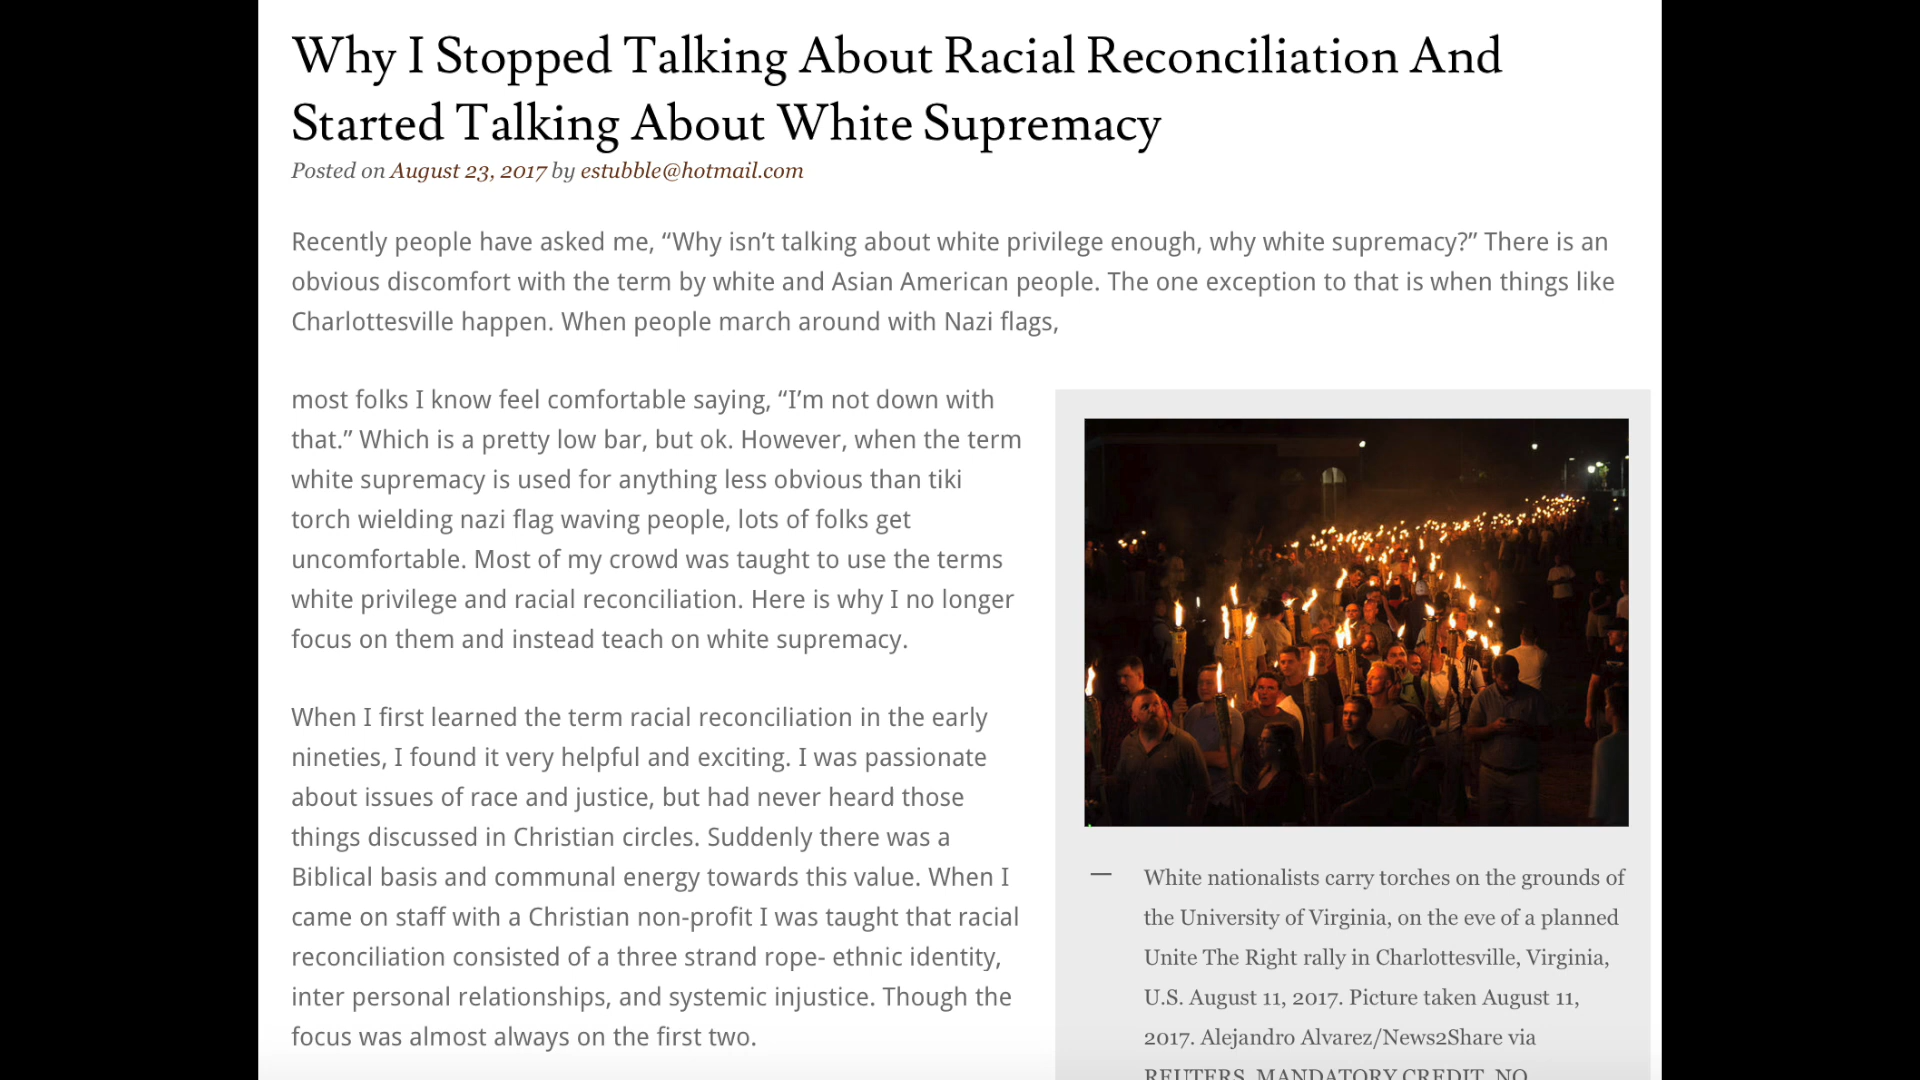 Why I Stopped Talking About Racial Reconciliation And
Started Talking About White Supremacy
Posted on August 23, 2017 by estubble@hotmail.com
Recently people have asked me, “Why isn’t talking about white privilege enough, why white supremacy?” There is an
obvious discomfort with the term by white and Asian American people. The one exception to that is when things like
Charlottesville happen. When people march around with Nazi flags,
most folks I know feel comfortable saying, “I’m not down with
that.” Which is a pretty low bar, but ok. However, when the term
white supremacy is used for anything less obvious than tiki
torch wielding nazi flag waving people, lots of folks get
uncomfortable. Most of my crowd was taught to use the terms
white privilege and racial reconciliation. Here is why I no longer
focus on them and instead teach on white supremacy.
When I first learned the term racial reconciliation in the early
nineties, I found it very helpful and exciting. I was passionate
about issues of race and justice, but had never heard those
things discussed in Christian circles. Suddenly there was a
Biblical basis and communal energy towards this value. When I
came on staff with a Christian non-profit I was taught that racial
reconciliation consisted of a three strand rope- ethnic identity,
inter personal relationships, and systemic injustice. Though the
focus was almost always on the first two.
— White nationalists carry torches on the grounds of
the University of Virginia, on the eve of a planned
Unite The Right rally in Charlottesville, Virginia,
U.S. August 11, 2017. Picture taken August 11,
2017. Alejandro Alvarez/News2Share via
REUTERS. MANDATORY CREDIT. NO